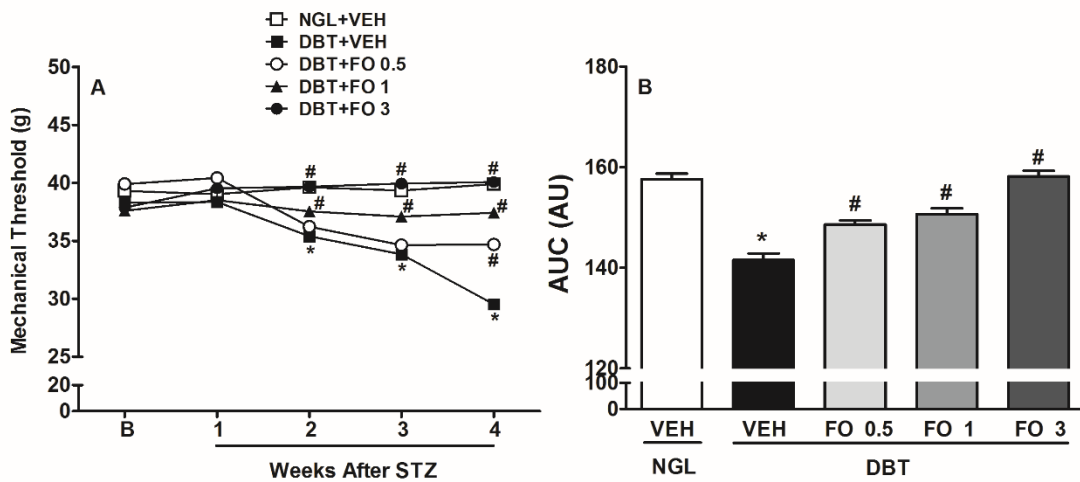 NGL+VEH
DBT+VEH
DBT+FO 0.5
DBT+FO 1
DBT+FO 3
A
Mechanical Threshold (g)
50
45
40
35
30
25
20
0
# # #
# # #
#
* * *
B 1 2 3 4
Weeks After STZ
B
AUC (AU)
180
160
140
120
100
0
* # # #
VEH VEH FO 0.5 FO 1 FO 3
NGL DBT